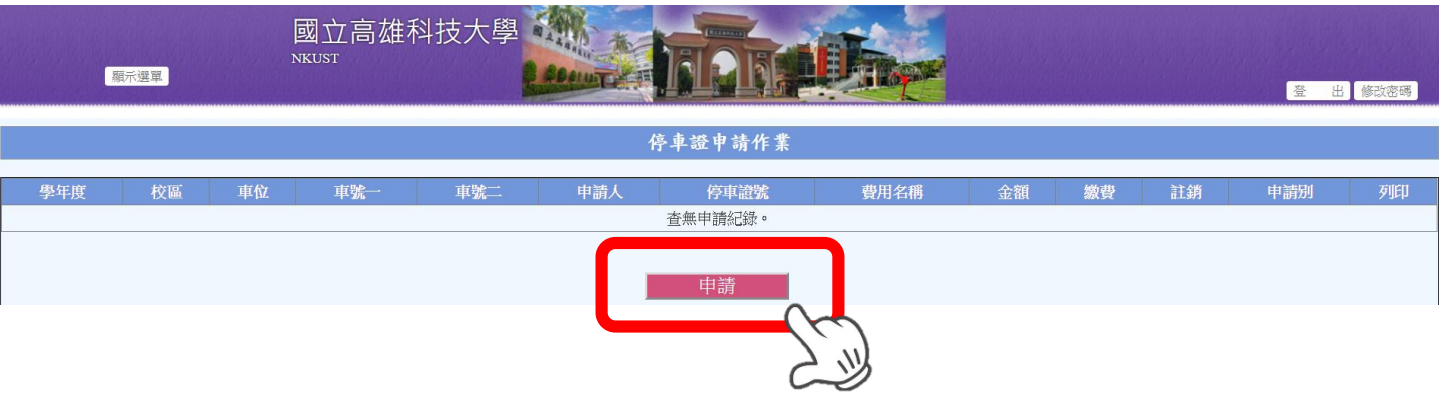 國立高雄科技大學
NKUST
顯示選單
登 出 修改密碼
停車證申請作業
學年度 校區 車位 車號一 車號二 申請人 停車證號 費用名稱 金額 繳費 註銷 申請別 列印
查無申請紀錄。
申請